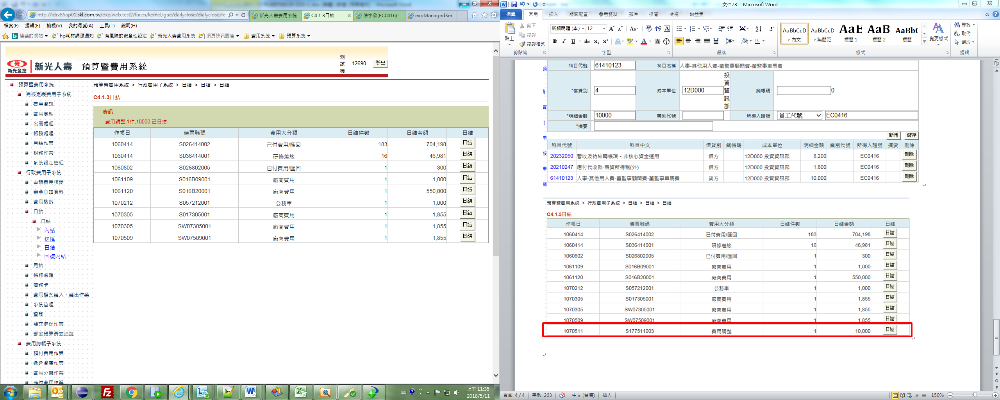 http://idrx86ap01.skl.com.tw/exp.web.test2/faces/kernel/gae/dailyclose/dialyclose/re
新光人壽費用系統
C4.1.3日結
涂宇欣(EC0416)-...
expManagedSer...
檔案(F) 編輯(E) 檢視(V) 我的最愛(A) 工具(T) 說明(H)
建議的網站 hp耗材調漲通知 有風險的安全性設定 新光人壽費用系統 網頁快訊圖庫 費用系統 預算系統
新光金控 新光人壽 預算暨費用系統
測試機 12690 登出
預算暨費用系統
有核定表費用子系統
費用資訊
費用處理
名冊處理
帳務處理
月結作業
稅務作業
系統設定管理
行政費用子系統
申請費用核銷
審查申請資料
費用核銷
日結
日結
內結
送匯
日結
回復內結
月結
帳務處理
商務卡
費用檔案轉入、轉出作業
系統管理
查詢
補充健保作業
部室預算實支追蹤
費用總帳子系統
預付費用作業
遞延資產作業
費用分攤作業
應付費用作業
預算暨費用系統 > 行政費用子系統 > 日結 > 日結 > 日結
C4.1.3日結
資訊
費用調整,1件,10000,已日結
作帳日 傳票號碼 費用大分類 日結件數 日結金額 日結
1060414 S026414002 已付費用/匯回 183 704,198 日結
1060414 S036414001 研修差旅 16 46,981 日結
1060802 S026802005 已付費用/匯回 1 300 日結
1061109 S016B09001 廠商費用 1 1,000 日結
1061120 S016B20001 廠商費用 1 550,000 日結
1070212 S057212001 公務車 1 1,000 日結
1070305 S017305001 廠商費用 1 1,855 日結
1070305 SW07305001 廠商費用 1 1,855 日結
1070509 SW07509001 廠商費用 1 1,855 日結
上午 11:35
2018/5/11
文件73 - Microsoft Word
檔案 常用 插入 版面配置 參考資料 郵件 校閱 檢視 增益集
貼上 剪下 複製 複製格式
新細明體 (本文 12
AaBbCcD AaBbCcD AaB AaB AaBbC
內文 無間距 標題 1 標題 2 標題
變更樣式 尋找 取代 選取
剪貼簿 字型 段落 樣式 編輯
科目代號 61410123 科目名稱 人事-其他用人費-董監事顧問費-董監事車馬費
*借貸別 4 成本單位 12D000 投資資訊部 銷帳碼 0
*明細金額 10000 業別代號 所得人證號 員工代號 EC0416
*摘要
新增 儲存
科目代號 科目中文 借貸別 銷帳碼 成本單位 明細金額 業別代號 所得人證號 摘要 刪除
20232050 暫收及待結轉帳項－非核心資金運用 借方 12D000 投資資訊部 8,200 EC0416 刪除
20210247 應付代收款-薪資所得稅(外) 借方 12D000 投資資訊部 1,800 EC0416 刪除
61410123 人事-其他用人費-董監事顧問費-董監事車馬費 貸方 12D000 投資資訊部 10,000 EC0416 刪除
預算暨費用系統 > 行政費用子系統 > 日結 > 日結 > 日結
C4.1.3日結
作帳日 傳票號碼 費用大分類 日結件數 日結金額 日結
1060414 S026414002 已付費用/匯回 183 704,198 日結
1060414 S036414001 研修差旅 16 46,981 日結
1060802 S026802005 已付費用/匯回 1 300 日結
1061109 S016B09001 廠商費用 1 1,000 日結
1061120 S016B20001 廠商費用 1 550,000 日結
1070212 S057212001 公務車 1 1,000 日結
1070305 S017305001 廠商費用 1 1,855 日結
1070305 SW07305001 廠商費用 1 1,855 日結
1070509 SW07509001 廠商費用 1 1,855 日結
1070511 S177511003 費用調整 1 10,000 日結
頁面: 4 / 4 字數: 263 中文 (台灣) 插入 150%